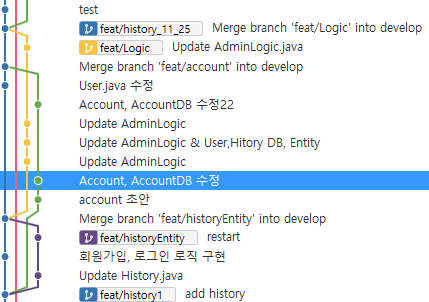 test
feat/history_11_25 Merge branch 'feat/Logic' into develop
feat/Logic Update AdminLogic.java
Merge branch 'feat/account' into develop
User.java 수정
Account, AccountDB 수정22
Update AdminLogic
Update AdminLogic & User,Hitory DB, Entity
Update AdminLogic
Account, AccountDB 수정
account 초안
Merge branch 'feat/historyEntity' into develop
feat/historyEntity restart
회원가입, 로그인 로직 구현
Update History.java
feat/history1 add history